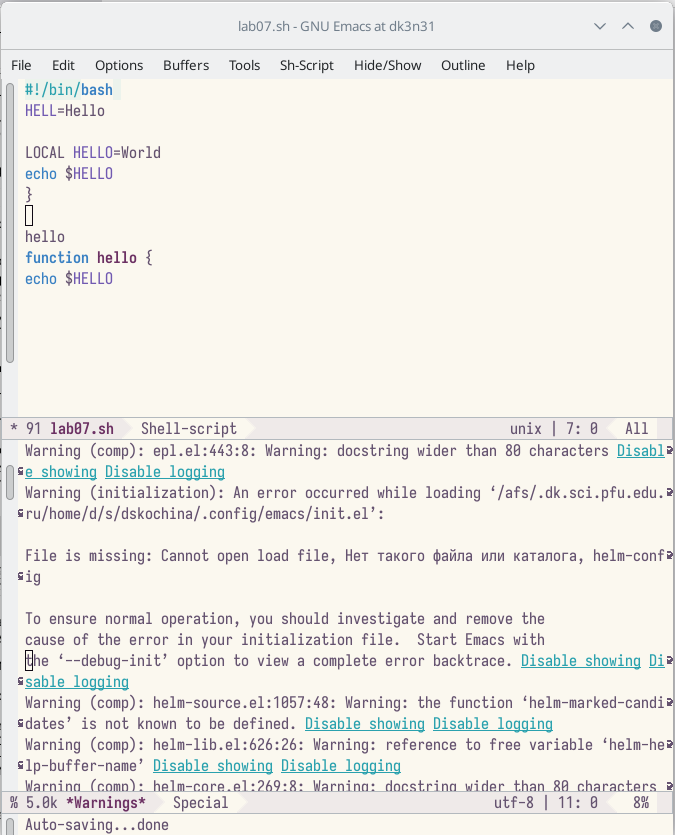 lab07.sh - GNU Emacs at dk3n31
File Edit Options Buffers Tools Sh-Script Hide/Show Outline Help
#!/bin/bash
HELL=Hello
LOCAL HELLO=World
echo $HELLO
}
hello
function hello {
echo $HELLO
* 91 lab07.sh Shell-script unix | 7: 0 All
Warning (comp): epl.el:443:8: Warning: docstring wider than 80 characters Disabl
e showing Disable logging
Warning (initialization): An error occurred while loading ‘/afs/.dk.sci.pfu.edu.
ru/home/d/s/dskochina/.config/emacs/init.el’:
File is missing: Cannot open load file, Нет такого файла или каталога, helm-conf
ig
To ensure normal operation, you should investigate and remove the
cause of the error in your initialization file.  Start Emacs with
the ‘--debug-init’ option to view a complete error backtrace. Disable showing Di
sable logging
Warning (comp): helm-source.el:1057:48: Warning: the function ‘helm-marked-candi
dates’ is not known to be defined. Disable showing Disable logging
Warning (comp): helm-lib.el:626:26: Warning: reference to free variable ‘helm-he
lp-buffer-name’ Disable showing Disable logging
Warning (comp): helm-core.el:269:8: Warning: docstring wider than 80 characters
% 5.0k *Warnings* Special utf-8 | 11: 0 8%
Auto-saving...done